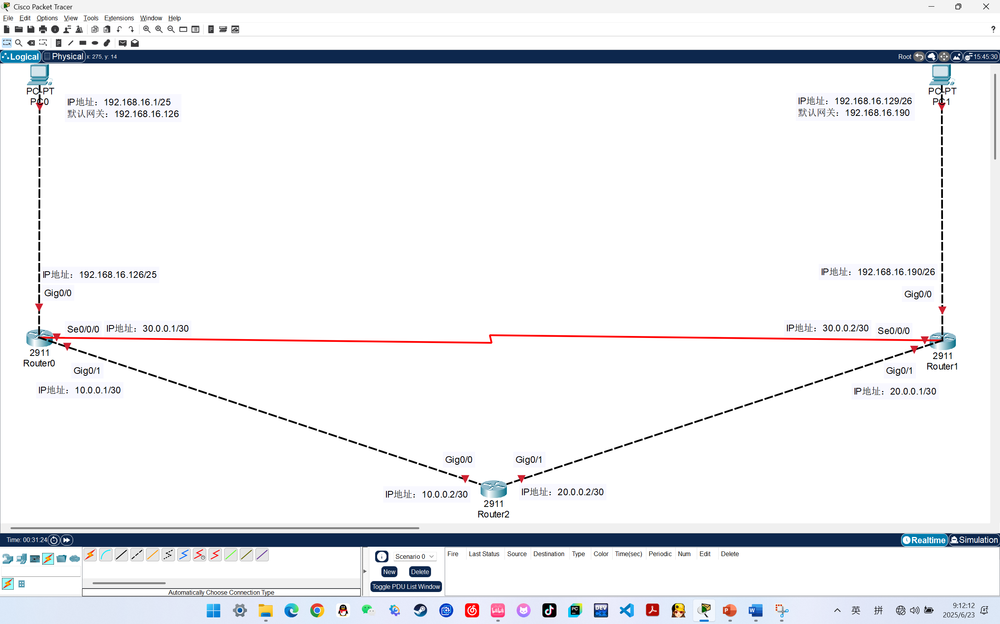 Cisco Packet Tracer
File Edit Options View Tools Extensions Window Help
?
Logical Physical x: 275, y: 14
Root 15:45:30
PC-PT
PC0
IP地址：192.168.16.1/25
默认网关：192.168.16.126
PC-PT
PC1
IP地址：192.168.16.129/26
默认网关：192.168.16.190
IP地址：192.168.16.126/25
Gig0/0
IP地址：192.168.16.190/26
Gig0/0
Se0/0/0 IP地址：30.0.0.1/30
IP地址：30.0.0.2/30 Se0/0/0
2911
Router0
2911
Router1
Gig0/1
IP地址：10.0.0.1/30
Gig0/1
IP地址：20.0.0.1/30
Gig0/0
Gig0/1
IP地址：10.0.0.2/30
IP地址：20.0.0.2/30
2911
Router2
Time: 00:31:24
Realtime Simulation
Scenario 0
New Delete
Toggle PDU List Window
Fire Last Status Source Destination Type Color Time(sec) Periodic Num Edit Delete
Automatically Choose Connection Type
bilibili
PC
DEV
C++
P
W
英 拼
9:12:12
2025/6/23